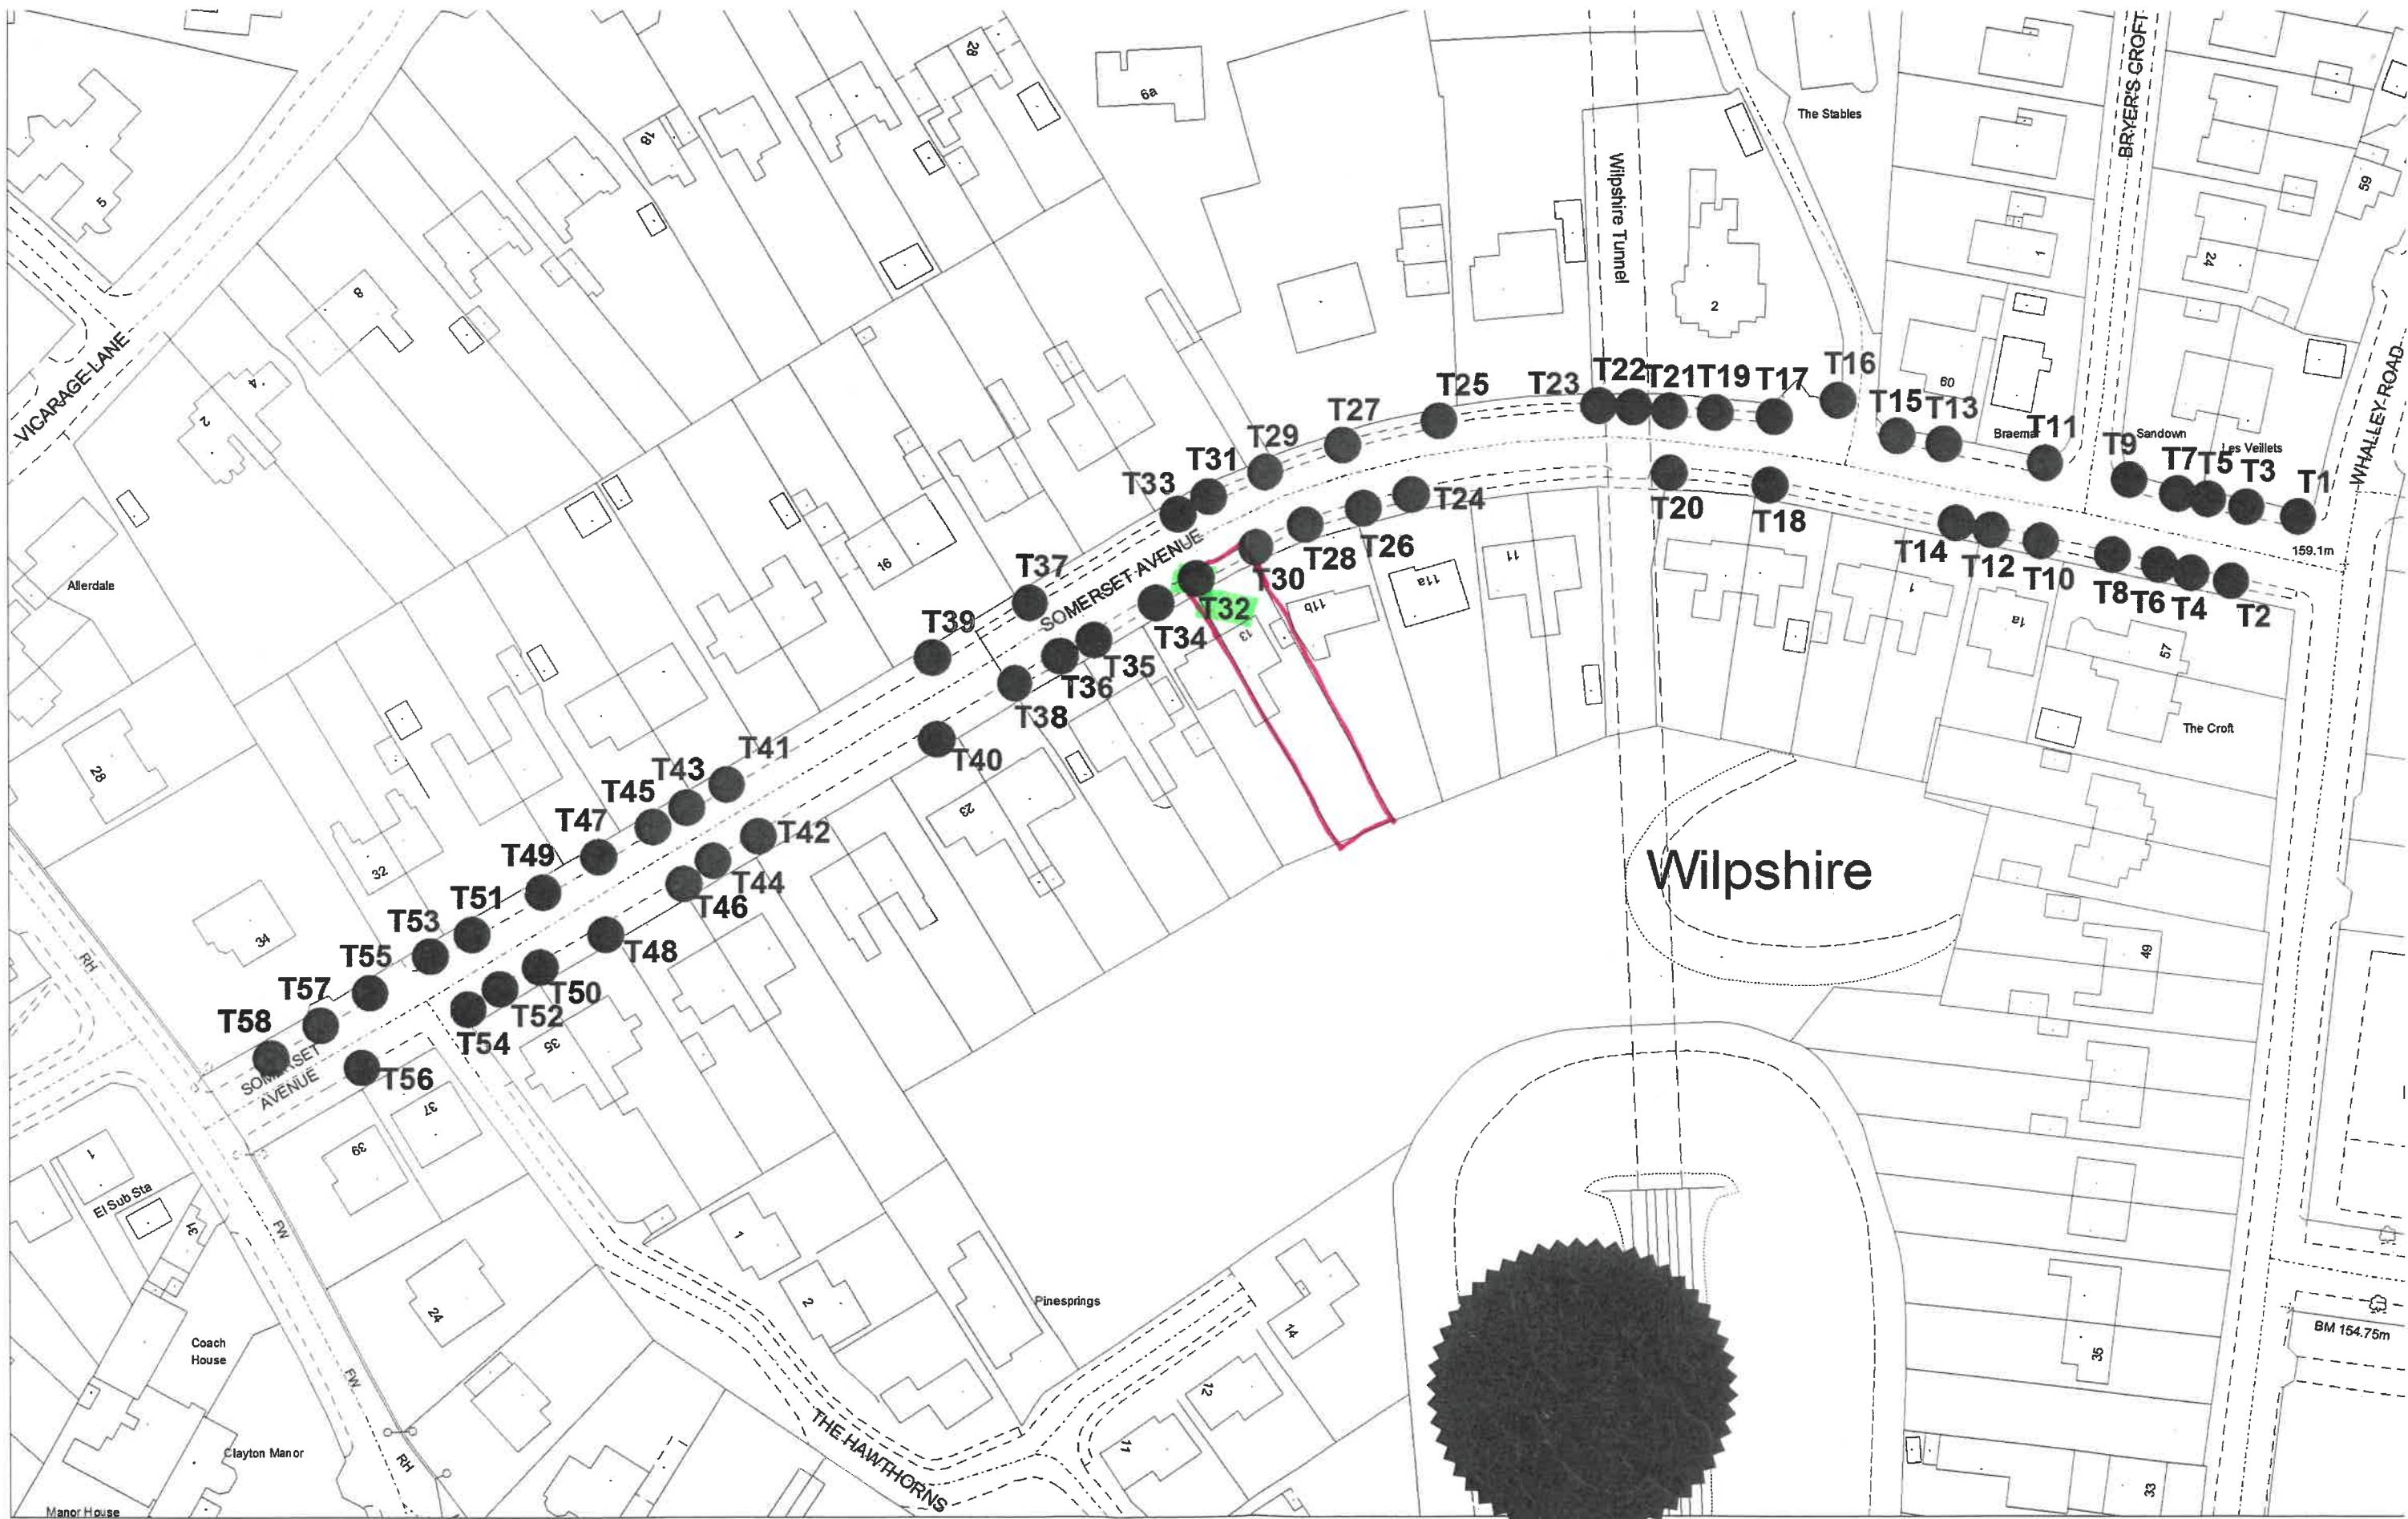 28
6a
18
The Stables
BRYER'S CROFT
59
5
Wilpshire Tunnel
1
24
8
2
VICARAGE LANE
4
2
60
T16
T25
T23
T22
T21
T19
T17
T15
T13
Braemar
T11
T9
Sandown
Les Veillets
T7
T5
T3
T1
WHALLEY ROAD
T27
T29
T31
T33
T24
T20
T18
T26
T28
T30
T14
T12
T10
T8
T6
T4
T2
159.1m
16
Allerdale
T37
SOMERSET AVENUE
T32
11b
11a
11
13
1
1a
57
T39
T34
T35
T36
T38
The Croft
T40
T41
T43
T45
T47
28
T42
23
T49
T44
T46
32
Wilpshire
T51
T53
T48
34
RH
T55
T50
49
T57
T52
T58
T54
35
SOMERSET
AVENUE
T56
37
39
1
El Sub Sta
31
FW
1
2
Pinesprings
24
14
BM 154.75m
Coach
House
35
FW
12
THE HAWTHORNS
11
Clayton Manor
RH
33
Manor House